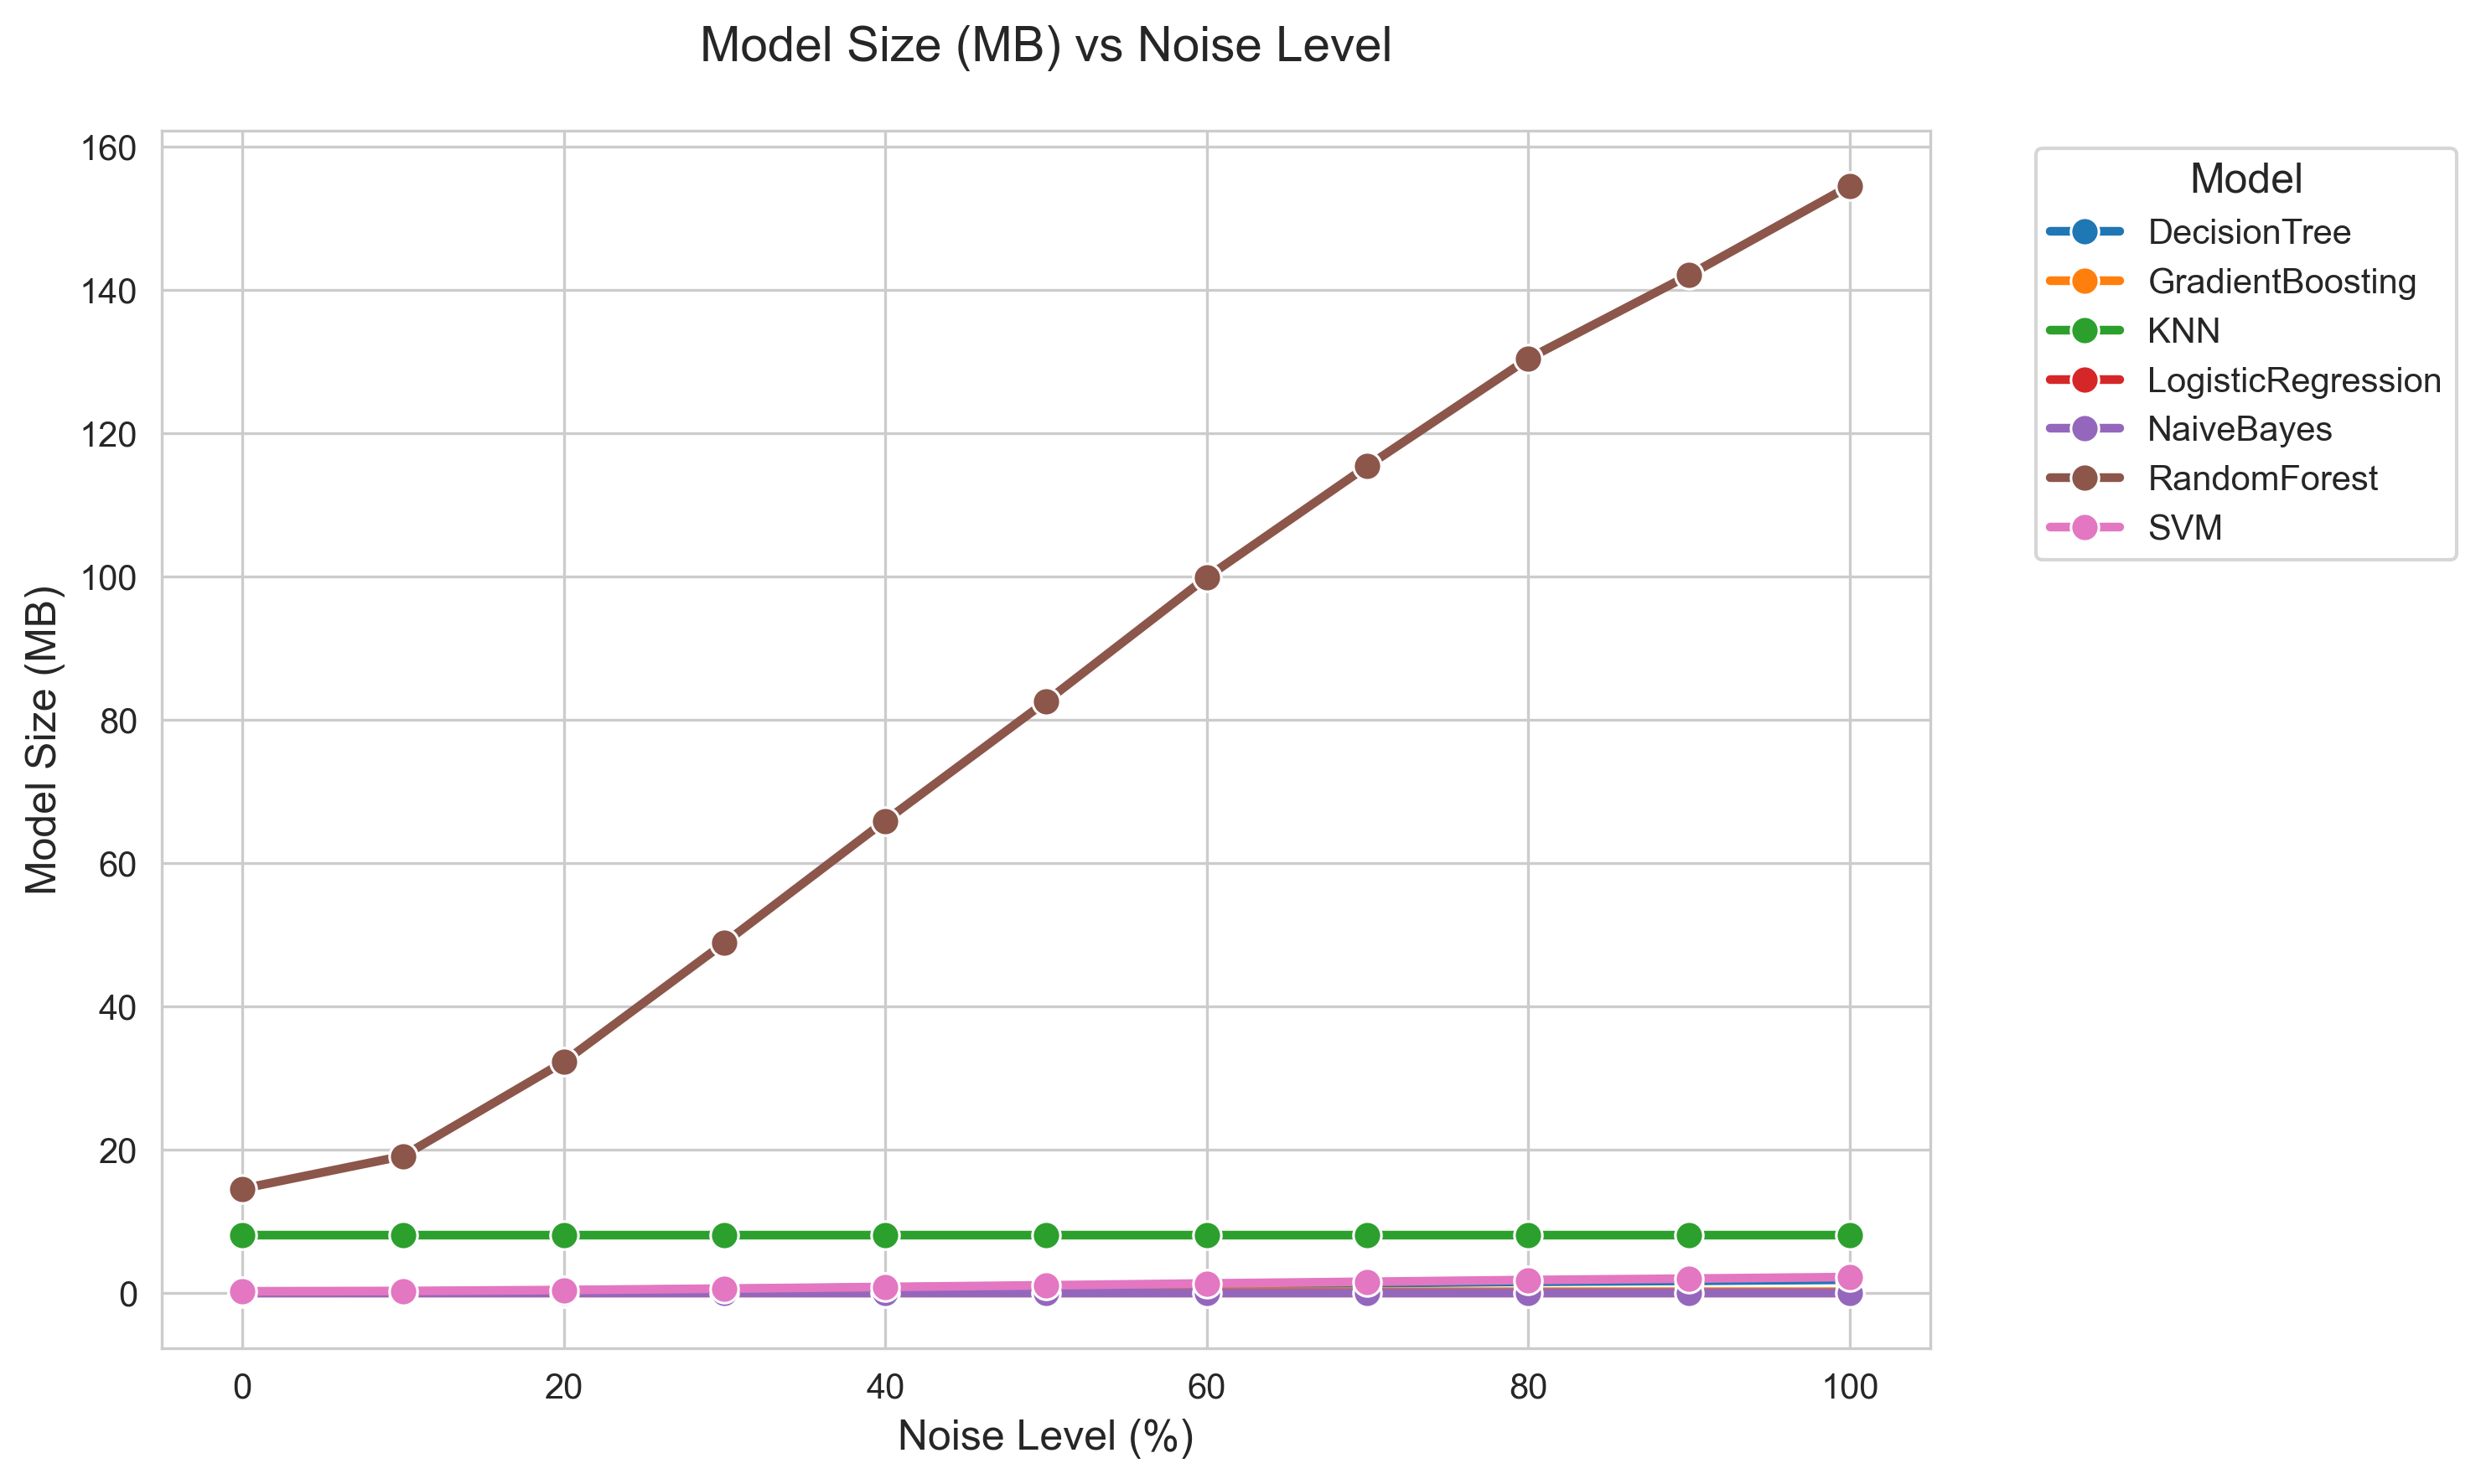 Model Size (MB) vs Noise Level
160
140
120
100
80
60
40
20
0
Model Size (MB)
0 20 40 60 80 100
Noise Level (%)
Model
DecisionTree
GradientBoosting
KNN
LogisticRegression
NaiveBayes
RandomForest
SVM